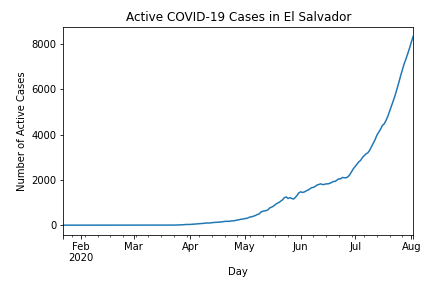 Active COVID-19 Cases in El Salvador
8000
6000
4000
2000
0
Number of Active Cases
Feb Mar Apr May Jun Jul Aug
2020
Day